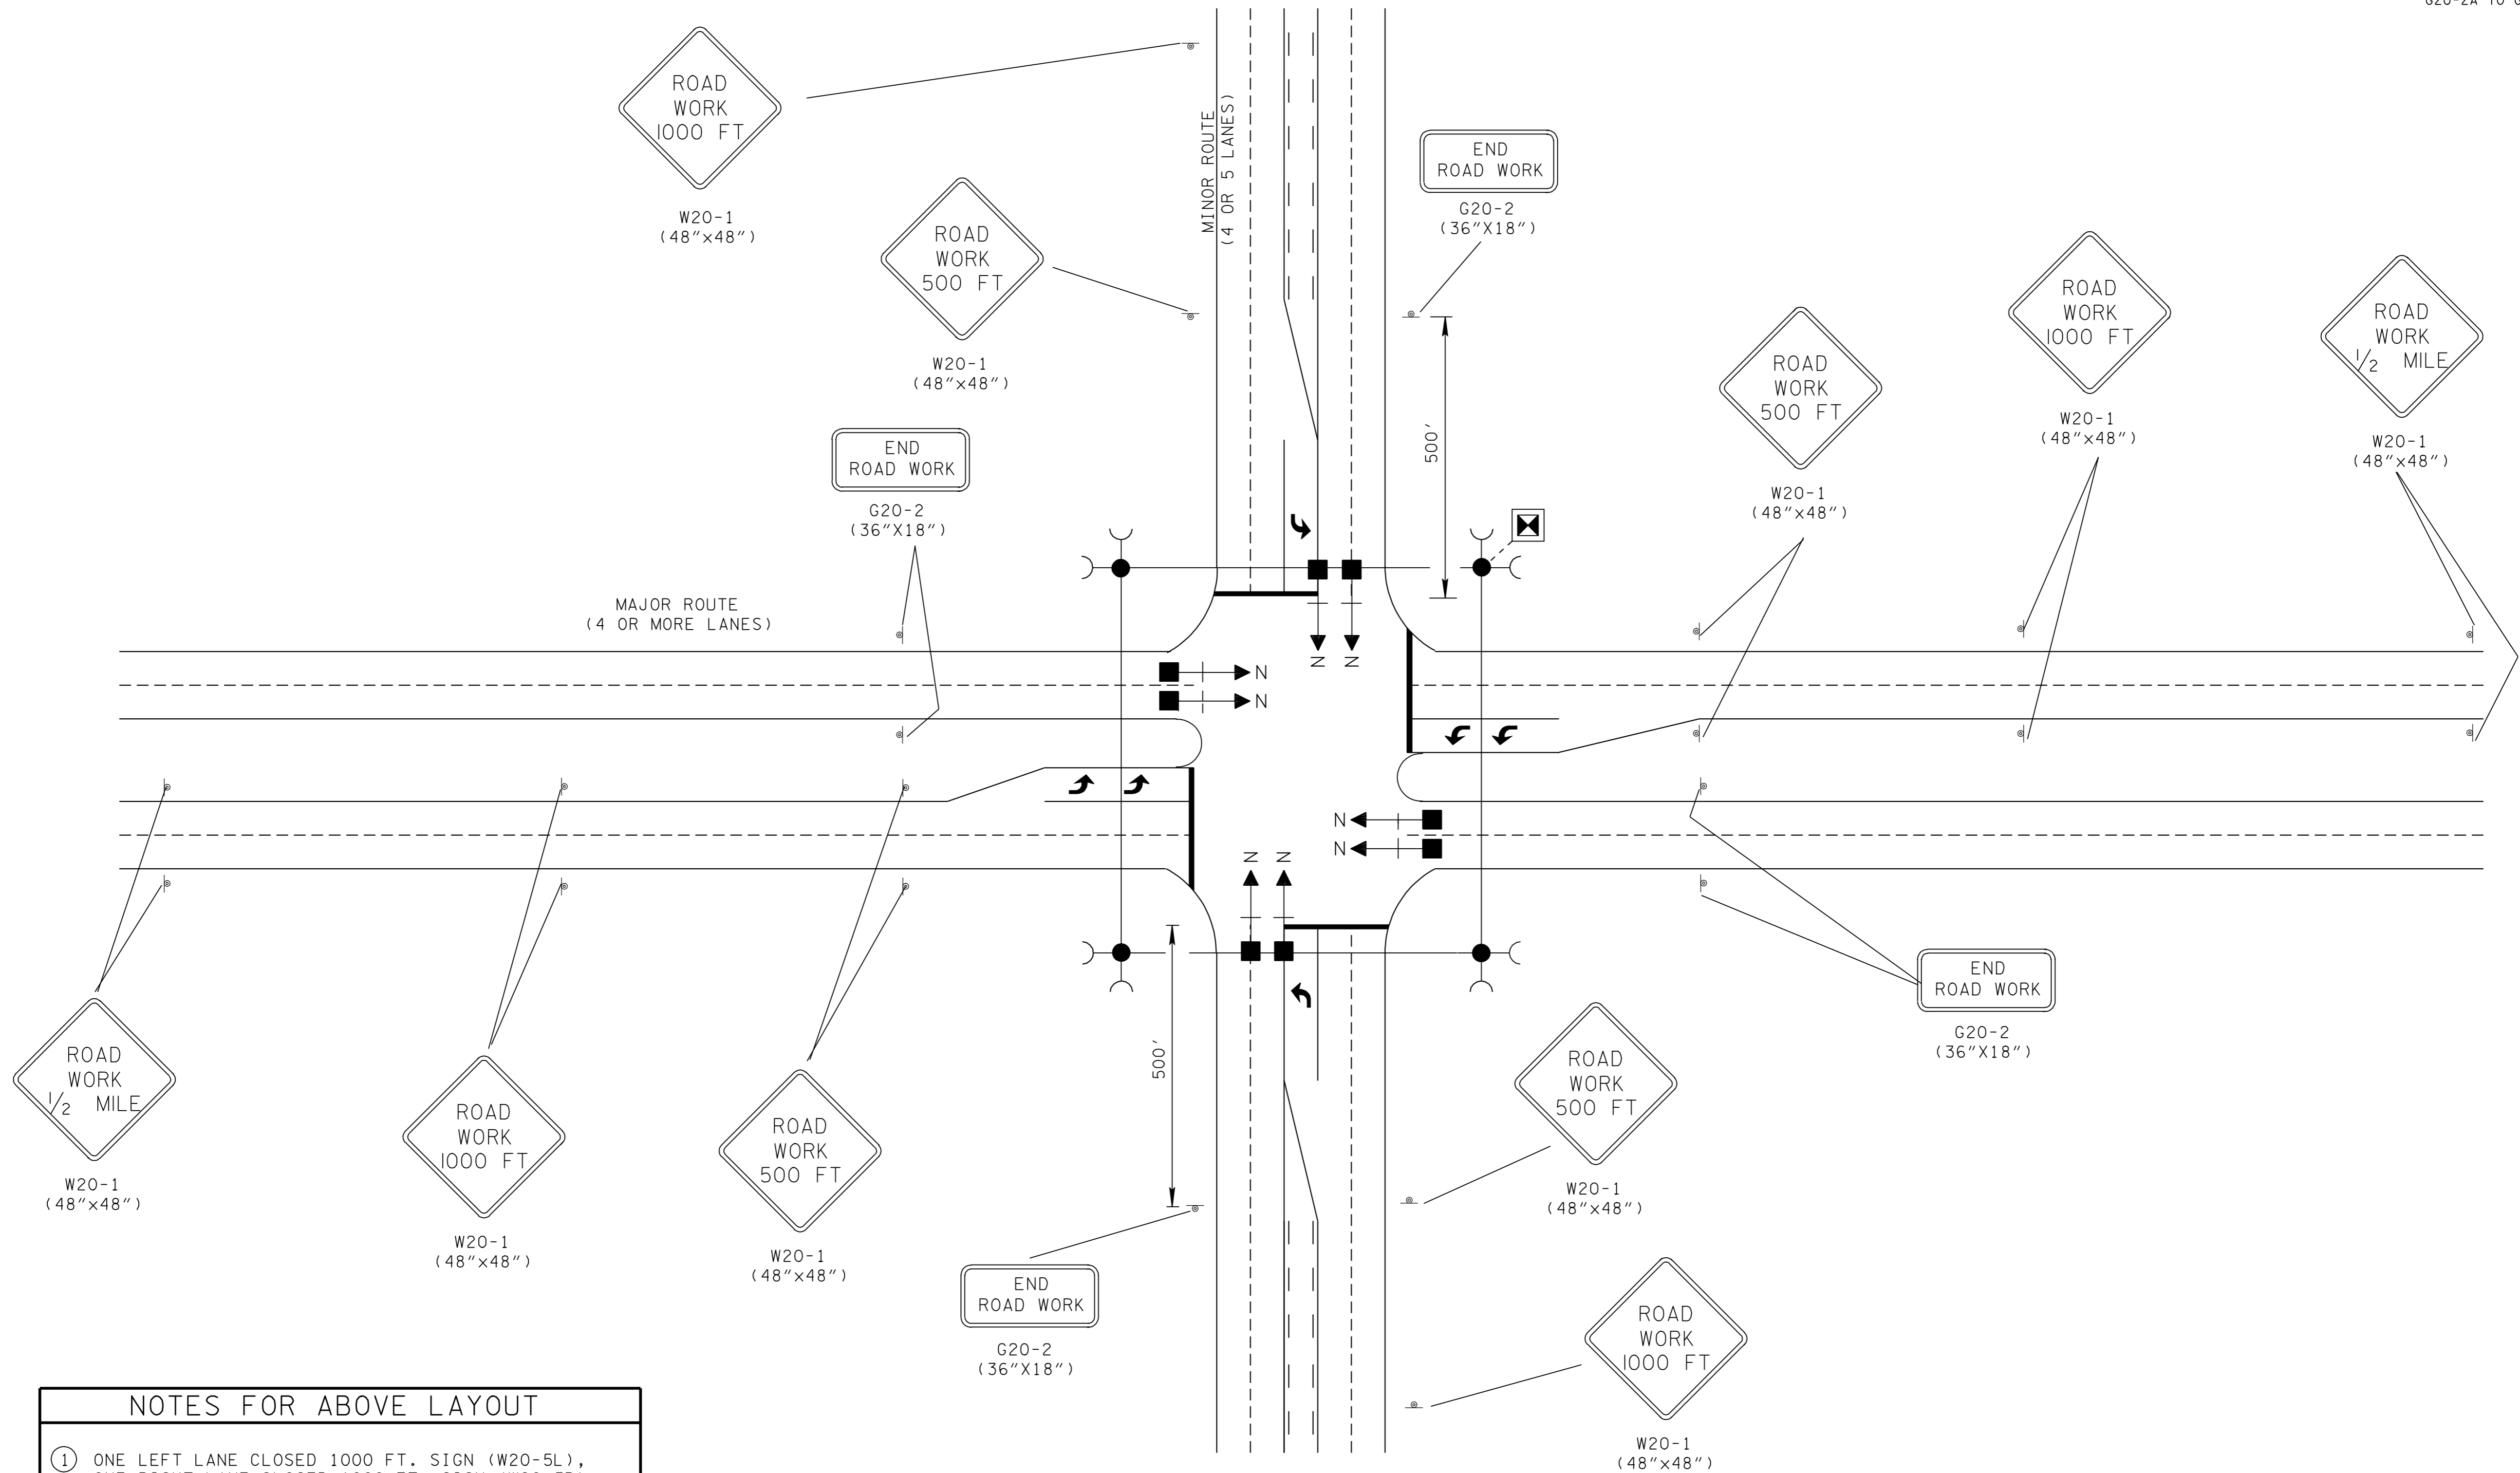 G20-2A TO
ROAD
WORK
1000 FT
W20-1
(48"x48")
ROAD
WORK
500 FT
W20-1
(48"x48")
MINOR ROUTE
(4 OR 5 LANES)
END
ROAD WORK
G20-2
(36"X18")
500'
ROAD
WORK
500 FT
W20-1
(48"x48")
ROAD
WORK
1000 FT
W20-1
(48"x48")
ROAD
WORK
1/2 MILE
W20-1
(48"x48")
END
ROAD WORK
G20-2
(36"X18")
MAJOR ROUTE
(4 OR MORE LANES)
N
N
N
N
N
N
N
N
500'
END
ROAD WORK
G20-2
(36"X18")
ROAD
WORK
1/2 MILE
W20-1
(48"x48")
ROAD
WORK
1000 FT
W20-1
(48"x48")
ROAD
WORK
500 FT
W20-1
(48"x48")
END
ROAD WORK
G20-2
(36"X18")
ROAD
WORK
500 FT
W20-1
(48"x48")
ROAD
WORK
1000 FT
W20-1
(48"x48")
NOTES FOR ABOVE LAYOUT
1 ONE LEFT LANE CLOSED 1000 FT. SIGN (W20-5L),